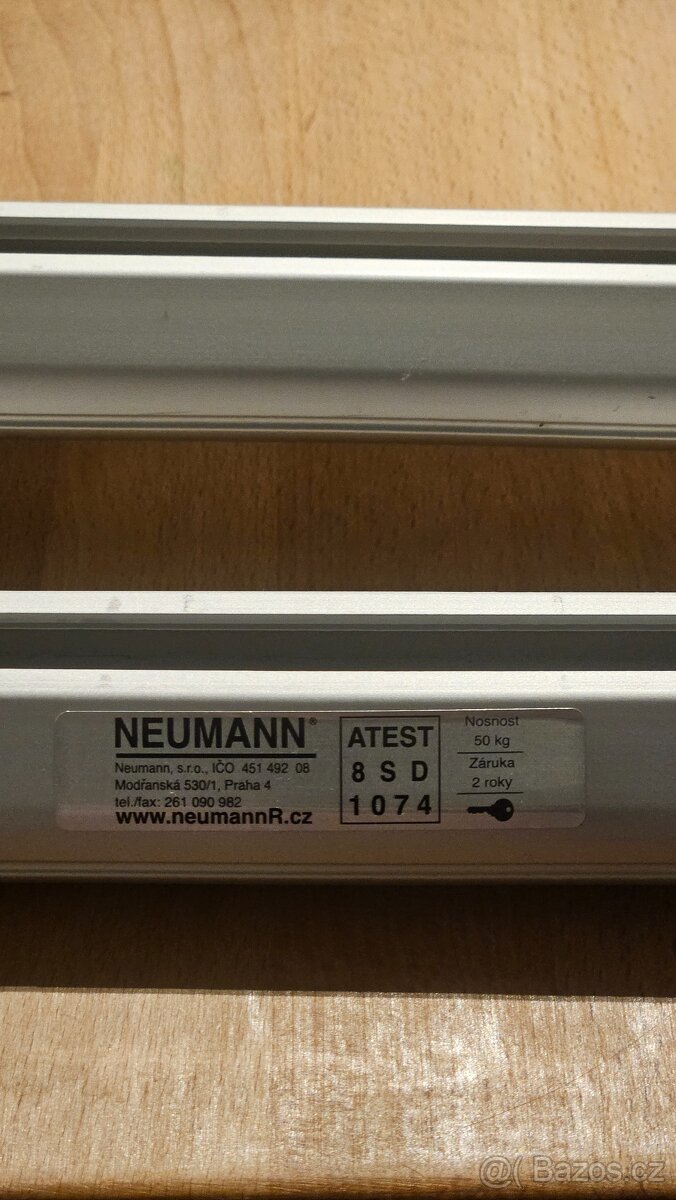 NEUMANN®
Neumann, s.r.o., IČO 451 492 08
Modřanská 530/1, Praha 4
tel./fax: 261 090 982
www.neumannR.cz
ATEST
8 S D
1074
Nosnost
50 kg
Záruka
2 roky
@( Bazos.cz